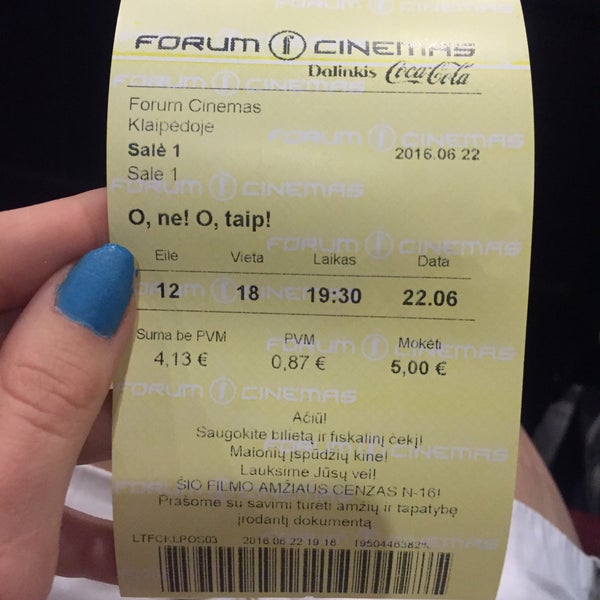 FORUM CINEMAS
Dalinkis Coca-Cola
Forum Cinemas
Klaipėdoje
Salė 1 2016.06.22
Sale 1
O, ne! O, taip!
Eilė Vieta Laikas Data
12 18 19:30 22.06
Suma be PVM PVM Mokėti
4,13 € 0,87 € 5,00 €
Ačiū!
Saugokite bilietą ir fiskalinį čekį!
Malonių įspūdžių kine!
Lauksime Jūsų vėl!
ŠIO FILMO AMŽIAUS CENZAS N-16!
Prašome su savimi turėti amžių ir tapatybę
įrodantį dokumentą.
LTFCKLPOS03 2016.06.22 19:18